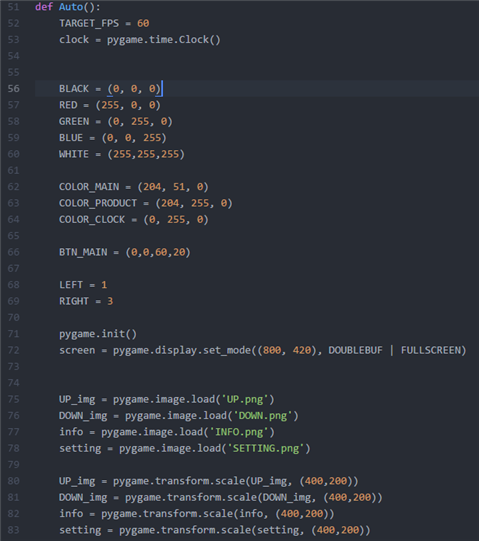 51 def Auto():
52     TARGET_FPS = 60
53     clock = pygame.time.Clock()
54
55
56     BLACK = (0, 0, 0)
57     RED = (255, 0, 0)
58     GREEN = (0, 255, 0)
59     BLUE = (0, 0, 255)
60     WHITE = (255,255,255)
61
62     COLOR_MAIN = (204, 51, 0)
63     COLOR_PRODUCT = (204, 255, 0)
64     COLOR_CLOCK = (0, 255, 0)
65
66     BTN_MAIN = (0,0,60,20)
67
68     LEFT = 1
69     RIGHT = 3
70
71     pygame.init()
72     screen = pygame.display.set_mode((800, 420), DOUBLEBUF | FULLSCREEN)
73
74
75     UP_img = pygame.image.load('UP.png')
76     DOWN_img = pygame.image.load('DOWN.png')
77     info = pygame.image.load('INFO.png')
78     setting = pygame.image.load('SETTING.png')
79
80     UP_img = pygame.transform.scale(UP_img, (400,200))
81     DOWN_img = pygame.transform.scale(DOWN_img, (400,200))
82     info = pygame.transform.scale(info, (400,200))
83     setting = pygame.transform.scale(setting, (400,200))